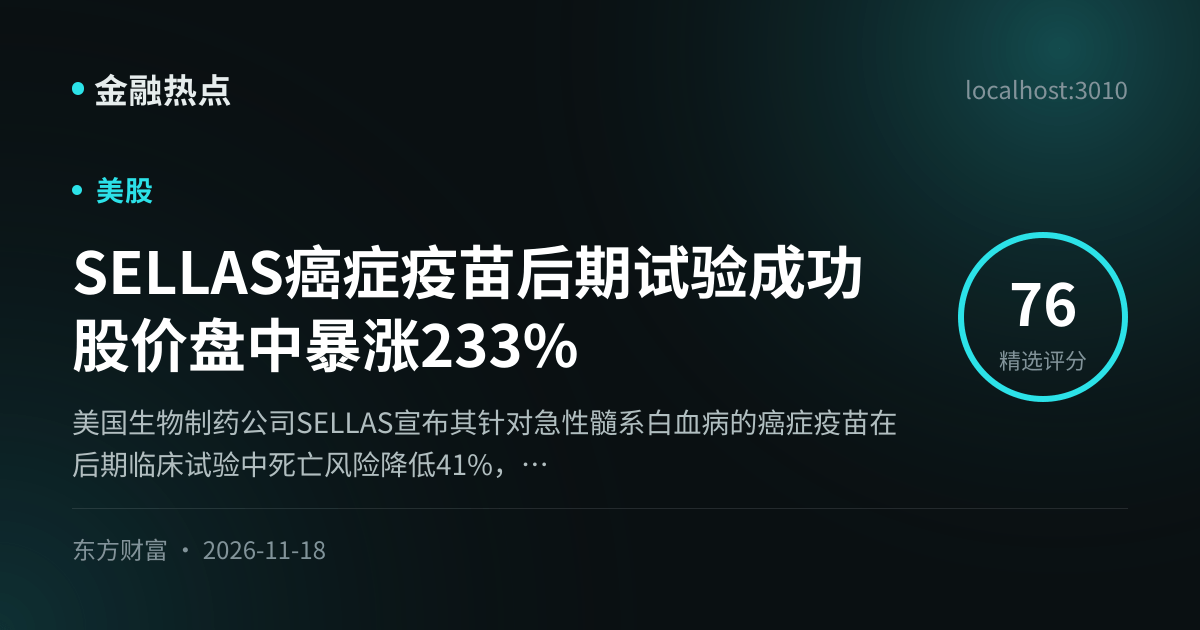 金融热点
localhost:3010
美股
SELLAS癌症疫苗后期试验成功
股价盘中暴涨233%
76
精选评分
美国生物制药公司SELLAS宣布其针对急性髓系白血病的癌症疫苗在
后期临床试验中死亡风险降低41%，…
东方财富 · 2026-11-18